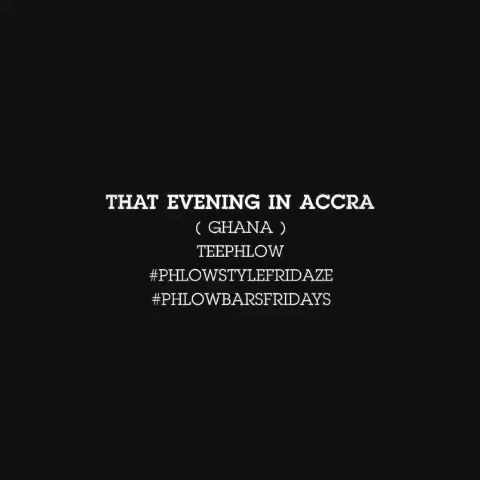 THAT EVENING IN ACCRA
( GHANA )
TEEPHLOW
#PHLOWSTYLEFRIDAZE
#PHLOWBARSFRIDAYS